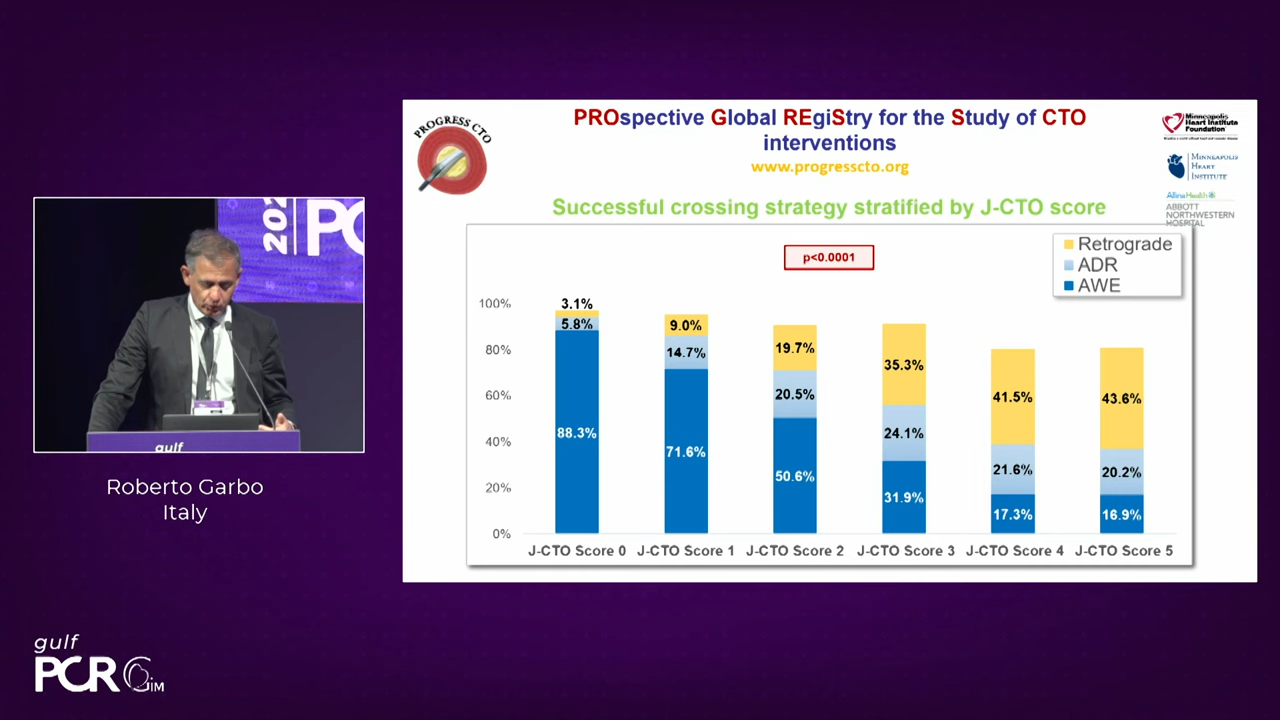 PROspective Global REgiStry for the Study of CTO
interventions
www.progresscto.org
PROGRESS CTO
Minneapolis
Heart Institute
Foundation
MINNEAPOLIS
HEART
INSTITUTE
AllinaHealth
ABBOTT
NORTHWESTERN
HOSPITAL
Successful crossing strategy stratified by J-CTO score
p<0.0001
Retrograde
ADR
AWE
100%
80%
60%
40%
20%
0%
3.1%
5.8%
88.3%
9.0%
14.7%
71.6%
19.7%
20.5%
50.6%
35.3%
24.1%
31.9%
41.5%
21.6%
17.3%
43.6%
20.2%
16.9%
J-CTO Score 0
J-CTO Score 1
J-CTO Score 2
J-CTO Score 3
J-CTO Score 4
J-CTO Score 5
202
PC
gulf
Roberto Garbo
Italy
gulf
PCR GIM